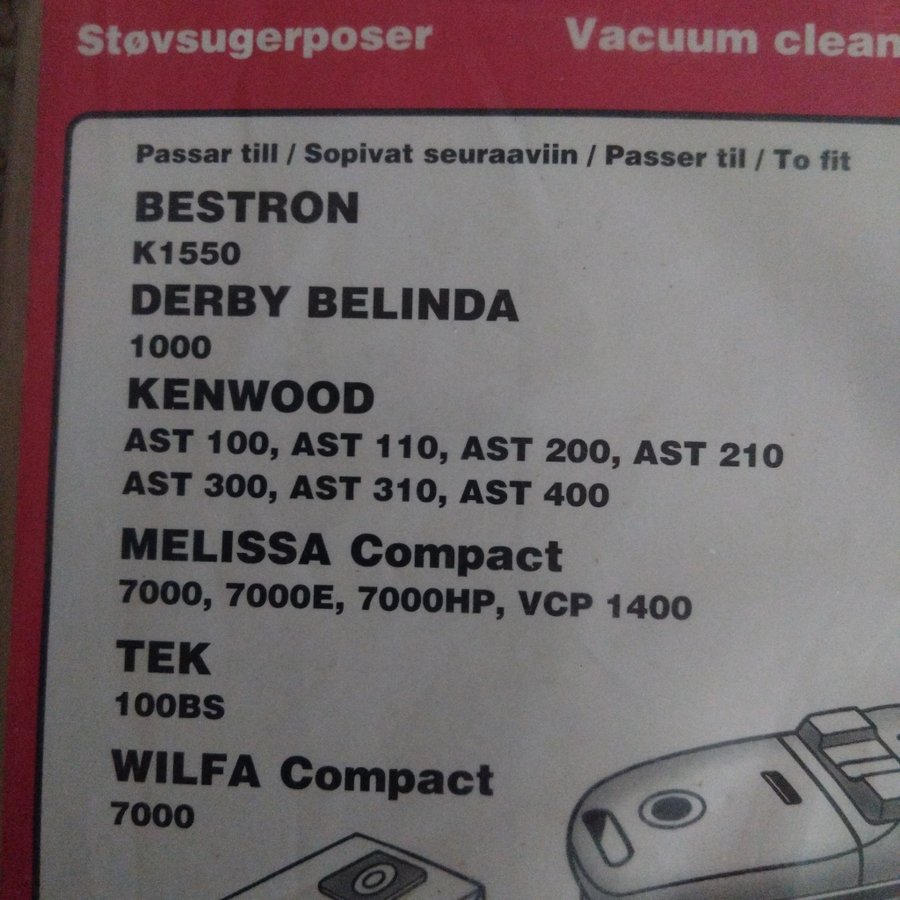 Støvsugerposer Vacuum clean
Passar till / Sopivat seuraaviin / Passer til / To fit
BESTRON
K1550
DERBY BELINDA
1000
KENWOOD
AST 100, AST 110, AST 200, AST 210
AST 300, AST 310, AST 400
MELISSA Compact
7000, 7000E, 7000HP, VCP 1400
TEK
100BS
WILFA Compact
7000